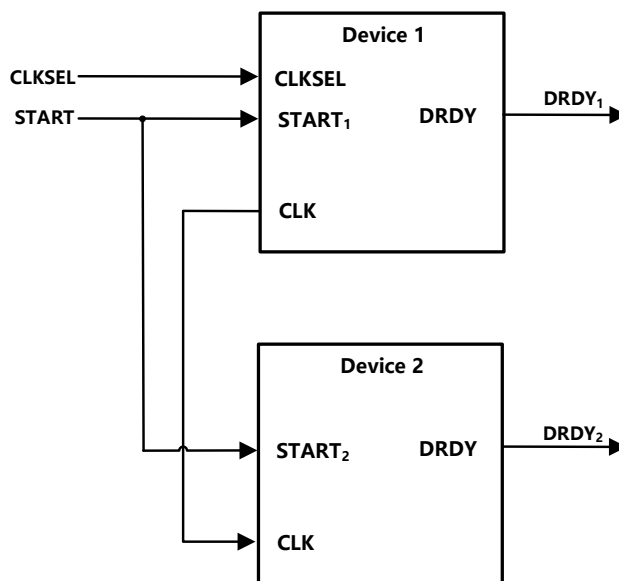 Device 1
CLKSEL
CLKSEL
START
START₁
DRDY
DRDY₁
CLK
Device 2
START₂
DRDY
DRDY₂
CLK